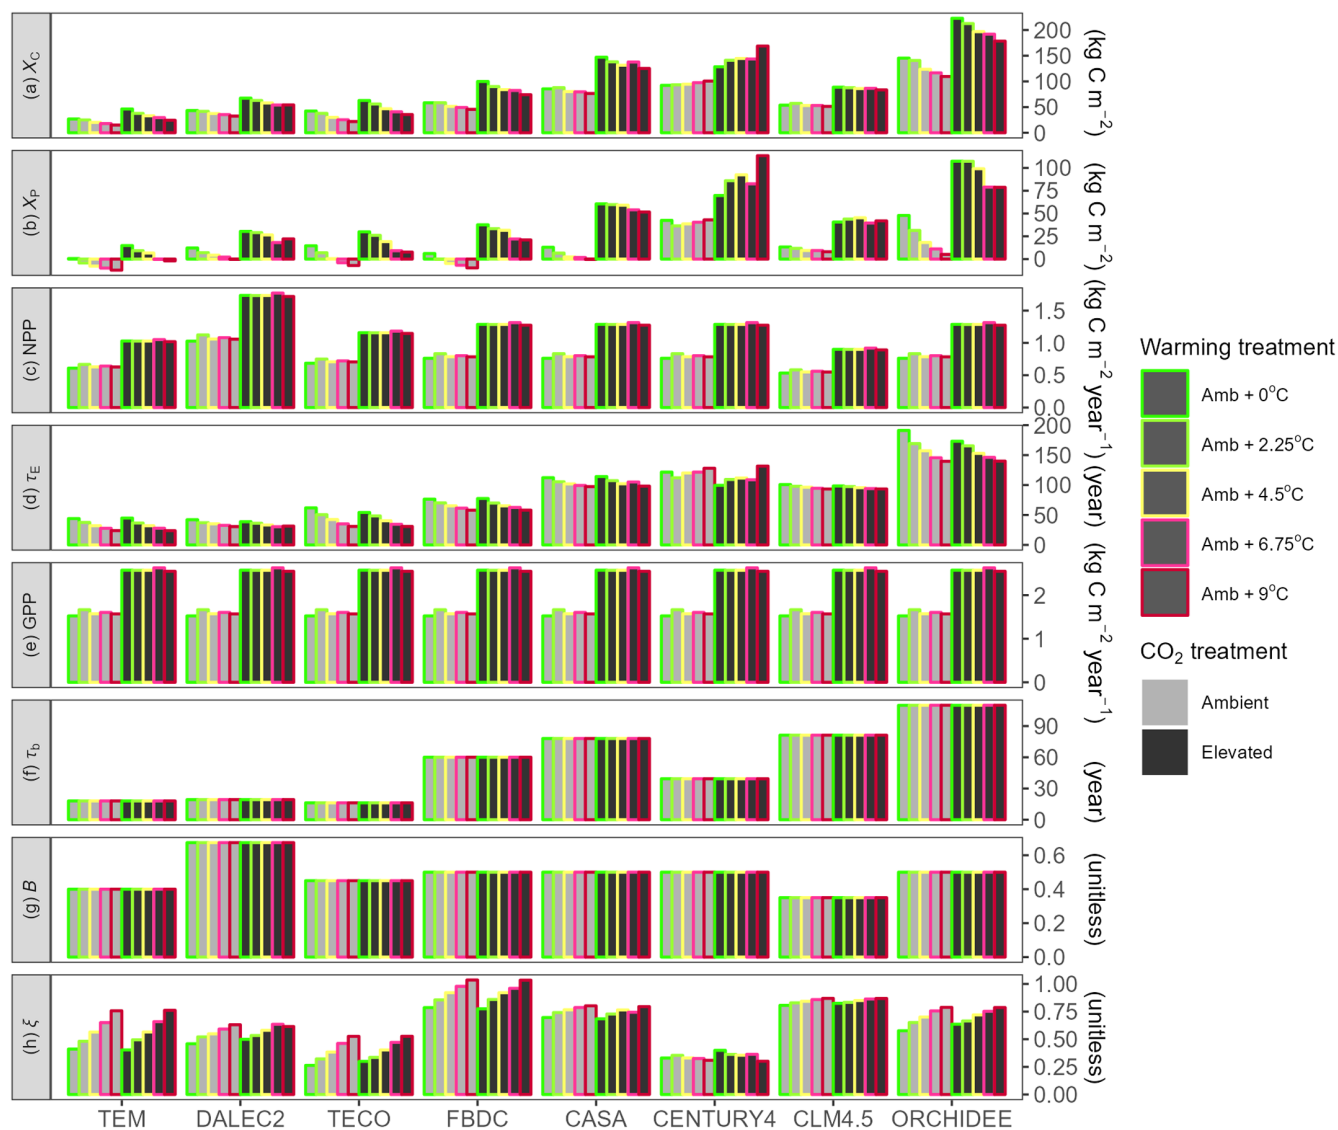 (a) X_C
200
150
100
50
0
(kg C m⁻²)
(b) X_P
100
75
50
25
0
(kg C m⁻²)
(c) NPP
1.5
1.0
0.5
0.0
(kg C m⁻² year⁻¹)
(d) τ_E
200
150
100
50
0
(year)
(e) GPP
2
1
0
(kg C m⁻² year⁻¹)
(f) τ_b
90
60
30
0
(year)
(g) B
0.6
0.4
0.2
0.0
(unitless)
(h) ξ
1.00
0.75
0.50
0.25
0.00
(unitless)
TEM DALEC2 TECO FBDC CASA CENTURY4 CLM4.5 ORCHIDEE
Warming treatment
Amb + 0°C
Amb + 2.25°C
Amb + 4.5°C
Amb + 6.75°C
Amb + 9°C
CO₂ treatment
Ambient
Elevated